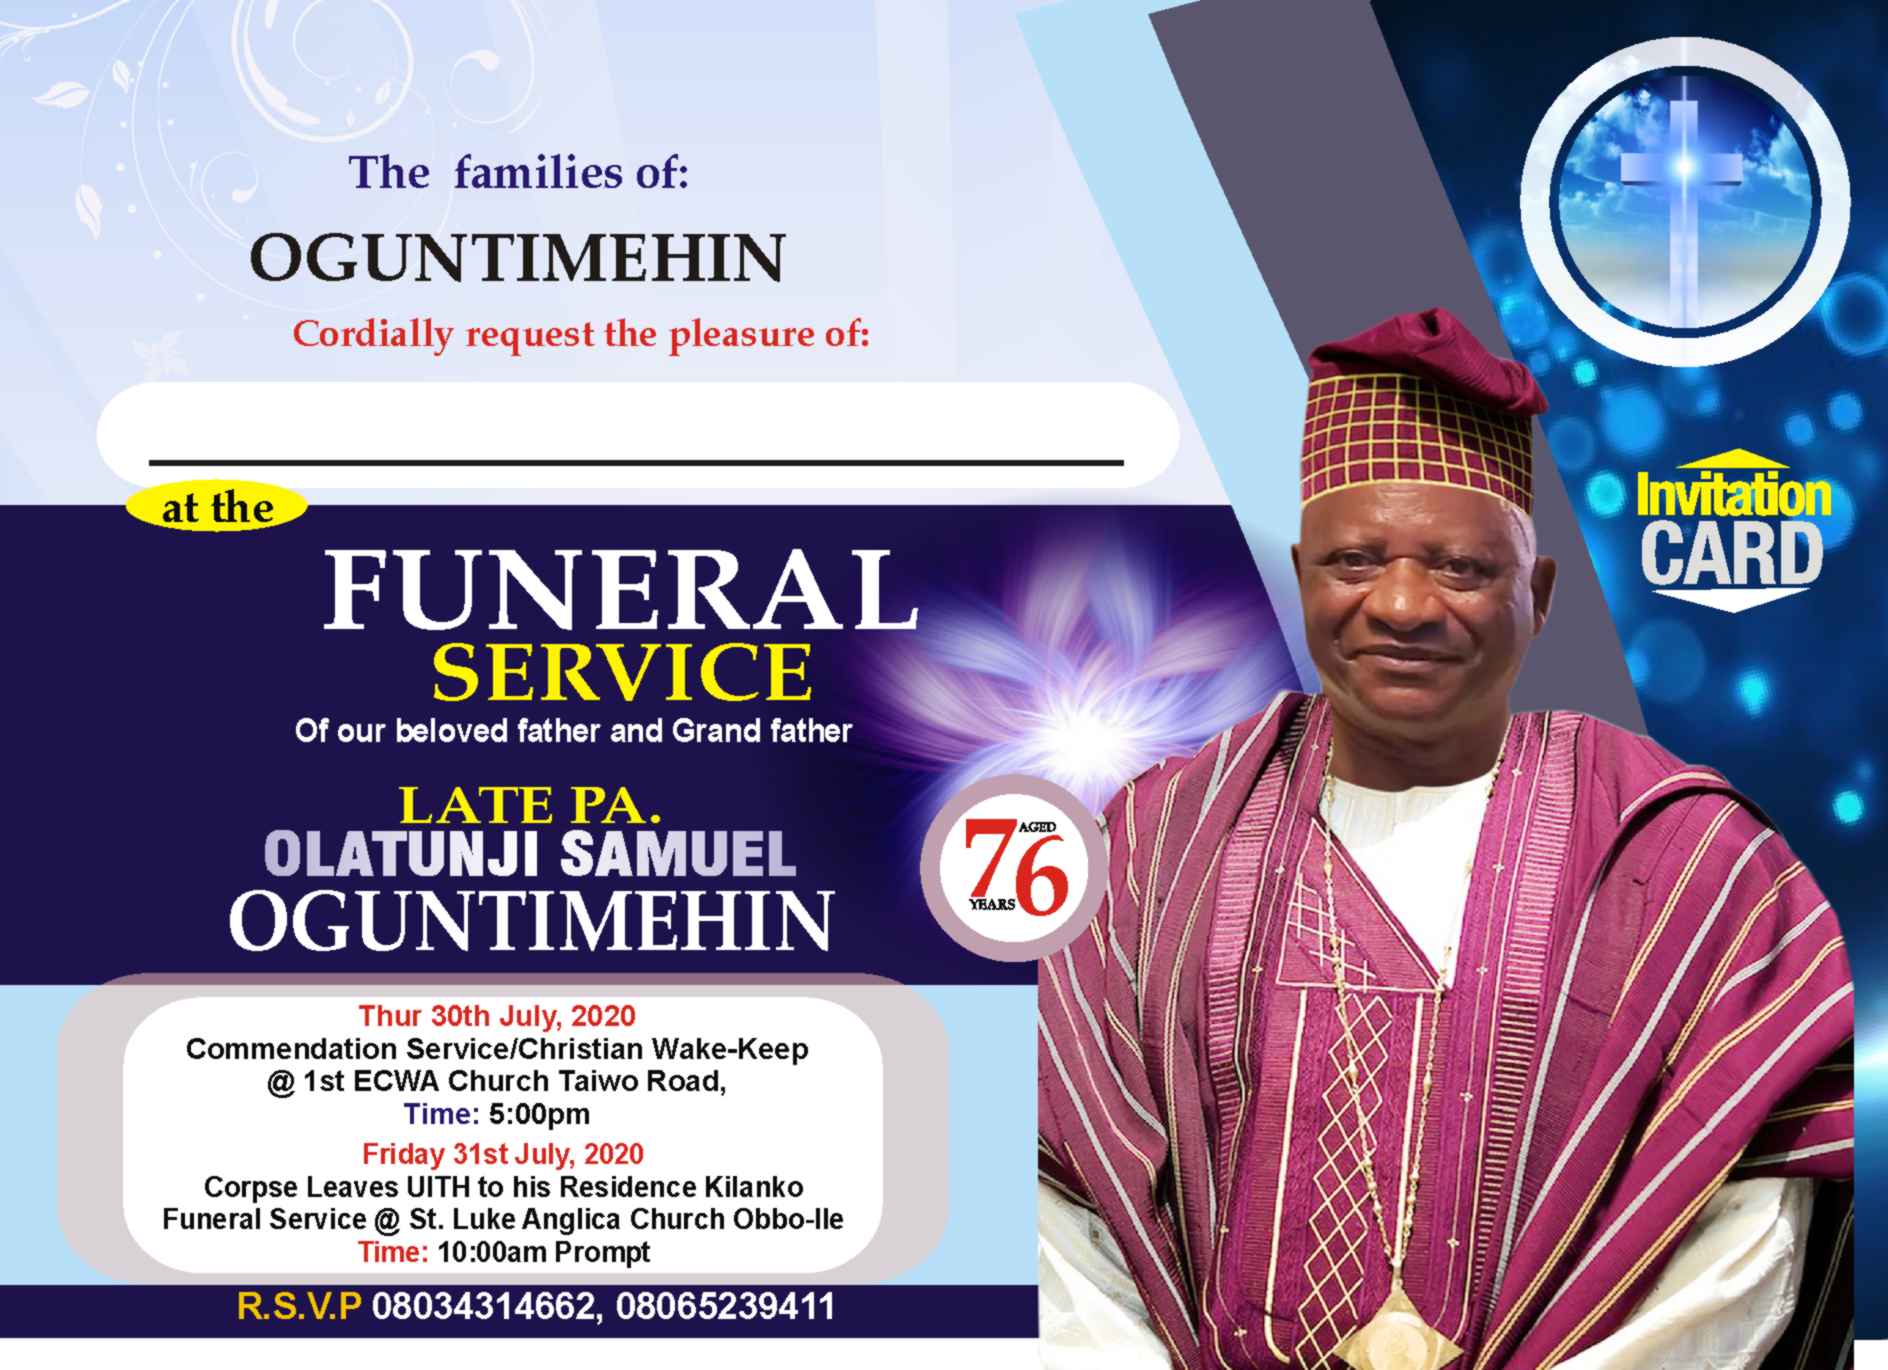 The families of:
OGUNTIMEHIN
Cordially request the pleasure of:
at the
FUNERAL
SERVICE
Of our beloved father and Grand father
LATE PA.
OLATUNJI SAMUEL
OGUNTIMEHIN
AGED
76
YEARS
Thur 30th July, 2020
Commendation Service/Christian Wake-Keep
@ 1st ECWA Church Taiwo Road,
Time: 5:00pm
Friday 31st July, 2020
Corpse Leaves UITH to his Residence Kilanko
Funeral Service @ St. Luke Anglica Church Obbo-Ile
Time: 10:00am Prompt
R.S.V.P 08034314662, 08065239411
Invitation
CARD